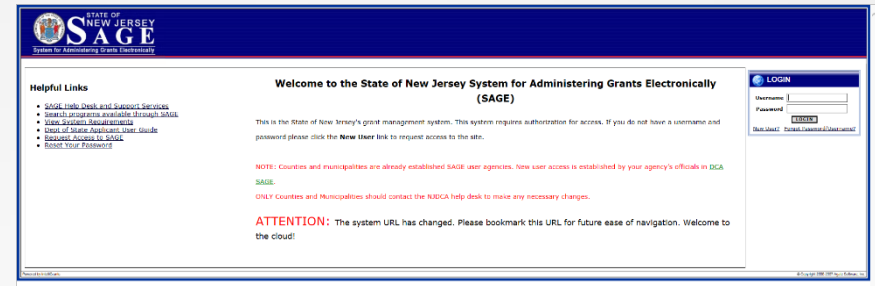 STATE OF
NEW JERSEY
SAGE
System for Administering Grants Electronically
Helpful Links
SAGE Help Desk and Support Services
Search programs available through SAGE
View System Requirements
Dept of State Applicant User Guide
Request Access to SAGE
Reset Your Password
Welcome to the State of New Jersey System for Administering Grants Electronically
(SAGE)
This is the State of New Jersey's grant management system. This system requires authorization for access. If you do not have a username and
password please click the New User link to request access to the site.
NOTE: Counties and municipalities are already established SAGE user agencies. New user access is established by your agency's officials in DCA
SAGE.
ONLY Counties and Municipalities should contact the NJDCA help desk to make any necessary changes.
ATTENTION: The system URL has changed. Please bookmark this URL for future ease of navigation. Welcome to
the cloud!
LOGIN
Username
Password
LOGIN
New User? Forgot Password/Username?